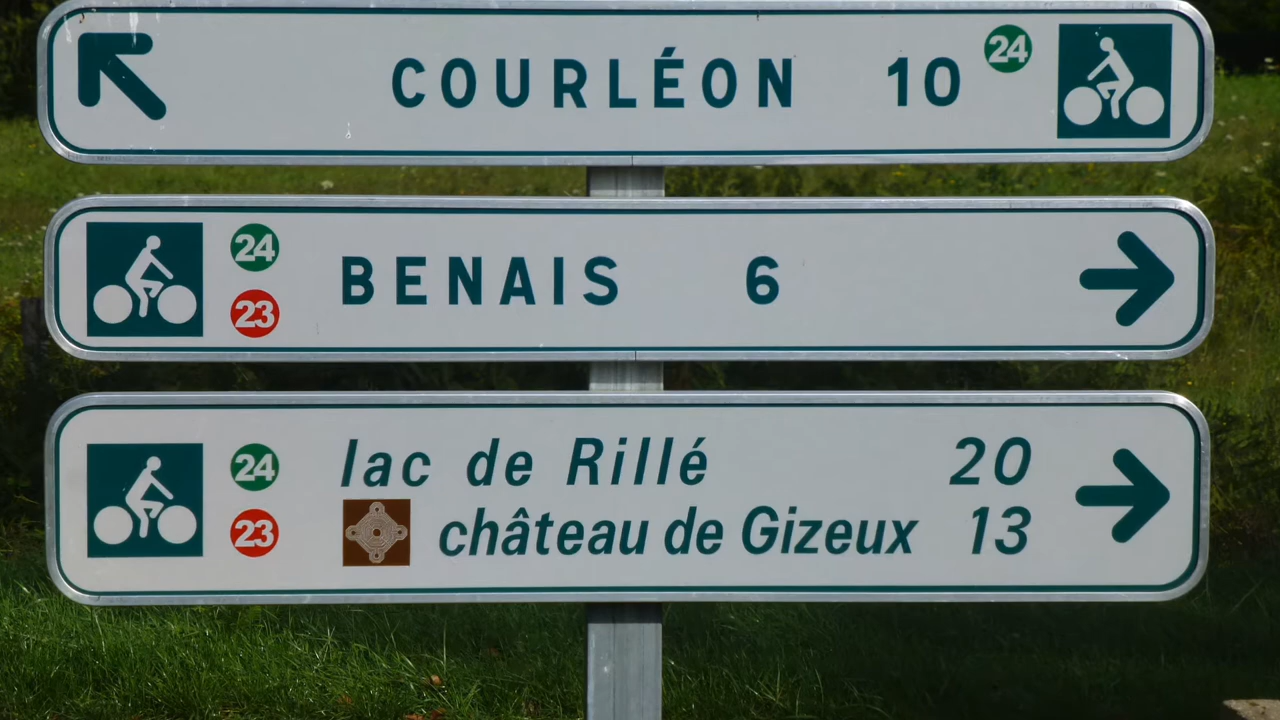 COURLÉON 10 24
24
23
BENAIS 6
24
23
lac de Rillé 20
château de Gizeux 13